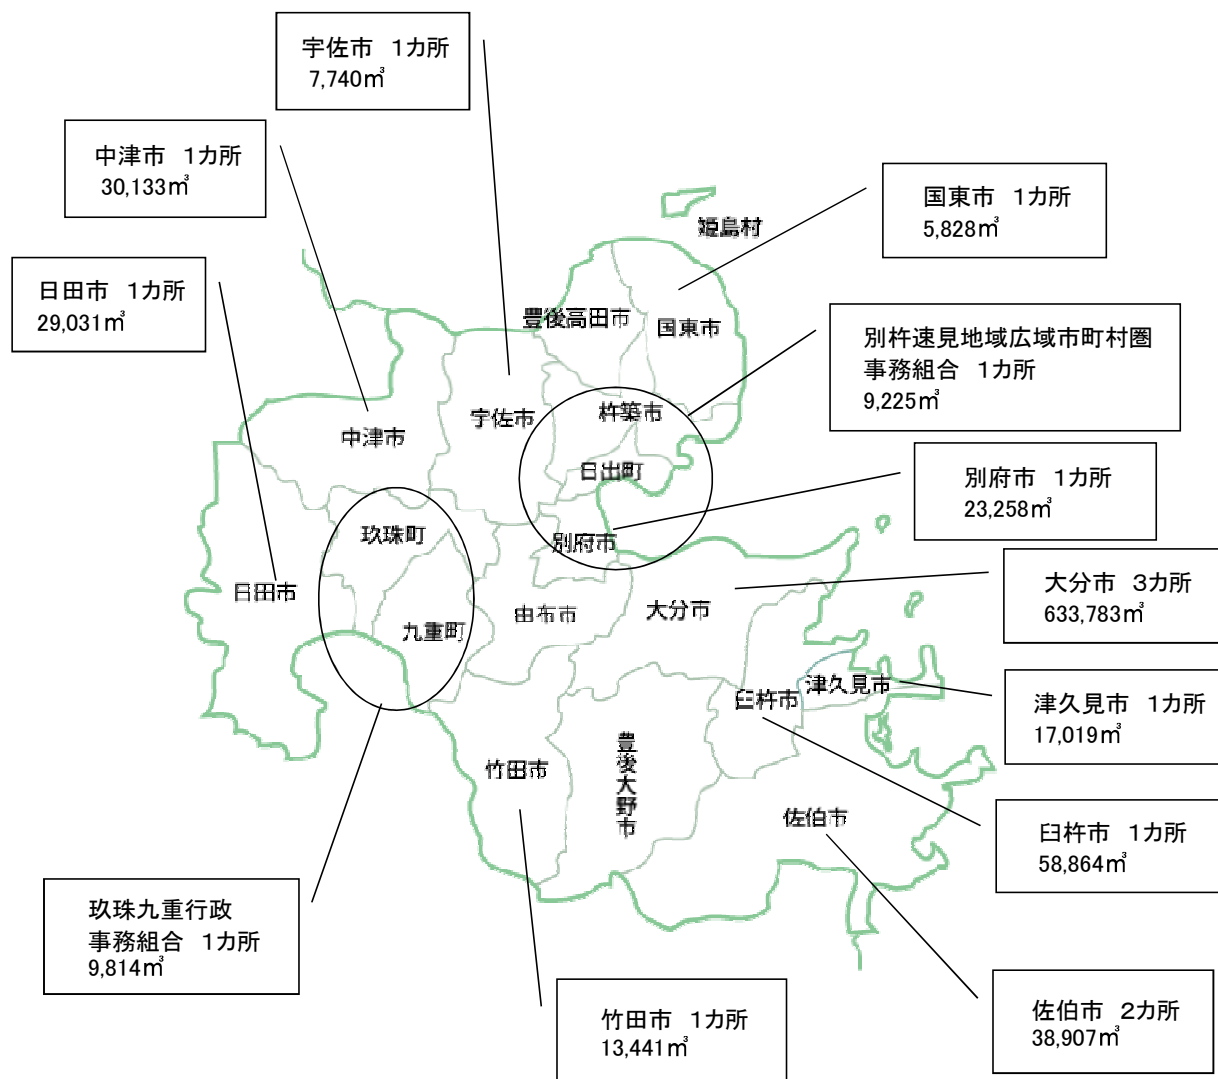 宇佐市 1カ所
7,740㎥
中津市 1カ所
30,133㎥
国東市 1カ所
5,828㎥
姫島村
日田市 1カ所
29,031㎥
豊後高田市
国東市
別杵速見地域広域市町村圏
事務組合 1カ所
9,225㎥
杵築市
宇佐市
中津市
日出町
別府市 1カ所
23,258㎥
玖珠町
別府市
大分市 3カ所
633,783㎥
日田市
由布市
大分市
九重町
津久見市
臼杵市
津久見市 1カ所
17,019㎥
竹田市
豊後大野市
佐伯市
臼杵市 1カ所
58,864㎥
玖珠九重行政
事務組合 1カ所
9,814㎥
竹田市 1カ所
13,441㎥
佐伯市 2カ所
38,907㎥